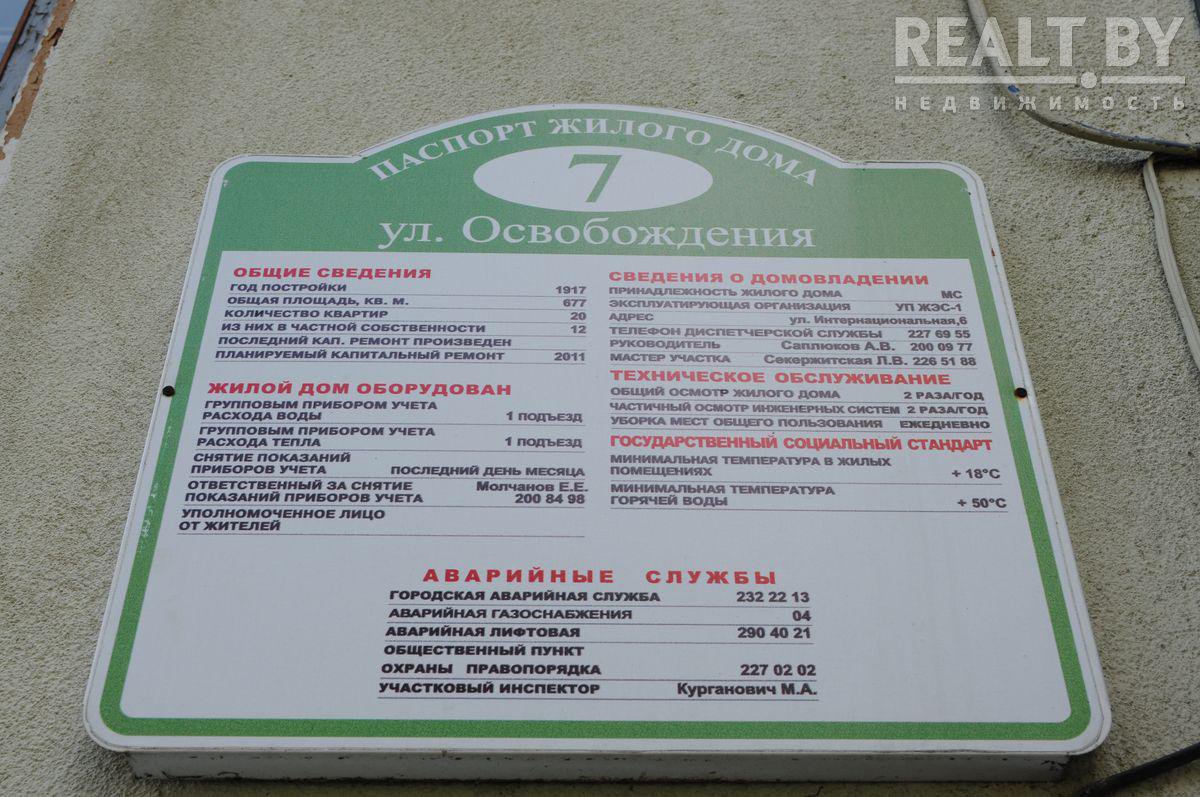 REALT.BY
НЕДВИЖИМОСТЬ
ПАСПОРТ ЖИЛОГО ДОМА
7
ул. Освобождения
ОБЩИЕ СВЕДЕНИЯ
ГОД ПОСТРОЙКИ 1917
ОБЩАЯ ПЛОЩАДЬ, КВ. М. 677
КОЛИЧЕСТВО КВАРТИР 20
ИЗ НИХ В ЧАСТНОЙ СОБСТВЕННОСТИ 12
ПОСЛЕДНИЙ КАП. РЕМОНТ ПРОИЗВЕДЕН
ПЛАНИРУЕМЫЙ КАПИТАЛЬНЫЙ РЕМОНТ 2011
ЖИЛОЙ ДОМ ОБОРУДОВАН
ГРУППОВЫМ ПРИБОРОМ УЧЕТА
РАСХОДА ВОДЫ 1 ПОДЪЕЗД
ГРУППОВЫМ ПРИБОРОМ УЧЕТА
РАСХОДА ТЕПЛА 1 ПОДЪЕЗД
СНЯТИЕ ПОКАЗАНИЙ
ПРИБОРОВ УЧЕТА ПОСЛЕДНИЙ ДЕНЬ МЕСЯЦА
ОТВЕТСТВЕННЫЙ ЗА СНЯТИЕ Молчанов Е.Е.
ПОКАЗАНИЙ ПРИБОРОВ УЧЕТА 200 84 98
УПОЛНОМОЧЕННОЕ ЛИЦО
ОТ ЖИТЕЛЕЙ
СВЕДЕНИЯ О ДОМОВЛАДЕНИИ
ПРИНАДЛЕЖНОСТЬ ЖИЛОГО ДОМА МС
ЭКСПЛУАТИРУЮЩАЯ ОРГАНИЗАЦИЯ УП ЖЭС-1
АДРЕС ул. Интернациональная,6
ТЕЛЕФОН ДИСПЕТЧЕРСКОЙ СЛУЖБЫ 227 69 55
РУКОВОДИТЕЛЬ Саплюков А.В. 200 09 77
МАСТЕР УЧАСТКА Секержитская Л.В. 226 51 88
ТЕХНИЧЕСКОЕ ОБСЛУЖИВАНИЕ
ОБЩИЙ ОСМОТР ЖИЛОГО ДОМА 2 РАЗА/ГОД
ЧАСТИЧНЫЙ ОСМОТР ИНЖЕНЕРНЫХ СИСТЕМ 2 РАЗА/ГОД
УБОРКА МЕСТ ОБЩЕГО ПОЛЬЗОВАНИЯ ЕЖЕДНЕВНО
ГОСУДАРСТВЕННЫЙ СОЦИАЛЬНЫЙ СТАНДАРТ
МИНИМАЛЬНАЯ ТЕМПЕРАТУРА В ЖИЛЫХ
ПОМЕЩЕНИЯХ + 18°С
МИНИМАЛЬНАЯ ТЕМПЕРАТУРА
ГОРЯЧЕЙ ВОДЫ + 50°С
АВАРИЙНЫЕ СЛУЖБЫ
ГОРОДСКАЯ АВАРИЙНАЯ СЛУЖБА 232 22 13
АВАРИЙНАЯ ГАЗОСНАБЖЕНИЯ 04
АВАРИЙНАЯ ЛИФТОВАЯ 290 40 21
ОБЩЕСТВЕННЫЙ ПУНКТ
ОХРАНЫ ПРАВОПОРЯДКА 227 02 02
УЧАСТКОВЫЙ ИНСПЕКТОР Курганович М.А.